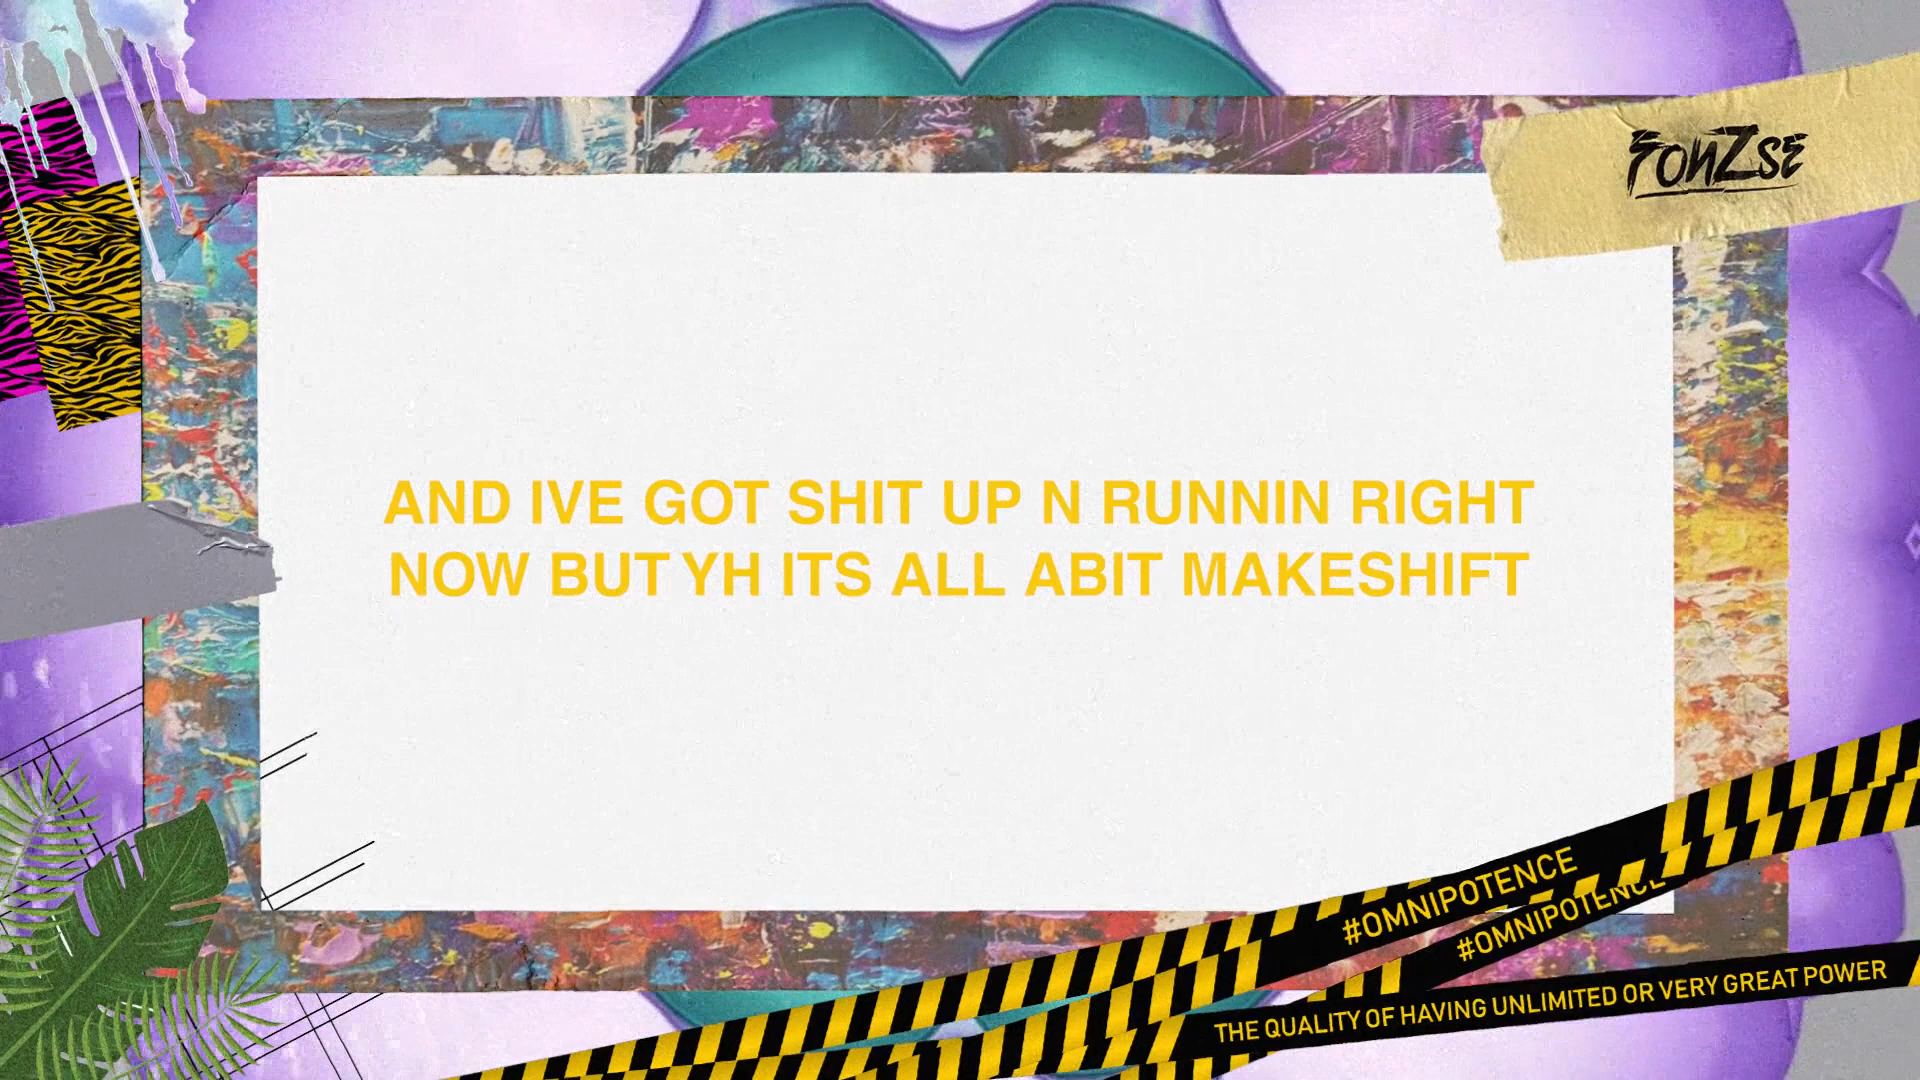 FONZSE
AND IVE GOT SHIT UP N RUNNIN RIGHT
NOW BUT YH ITS ALL ABIT MAKESHIFT
#OMNIPOTENCE
#OMNIPOTENCE
THE QUALITY OF HAVING UNLIMITED OR VERY GREAT POWER